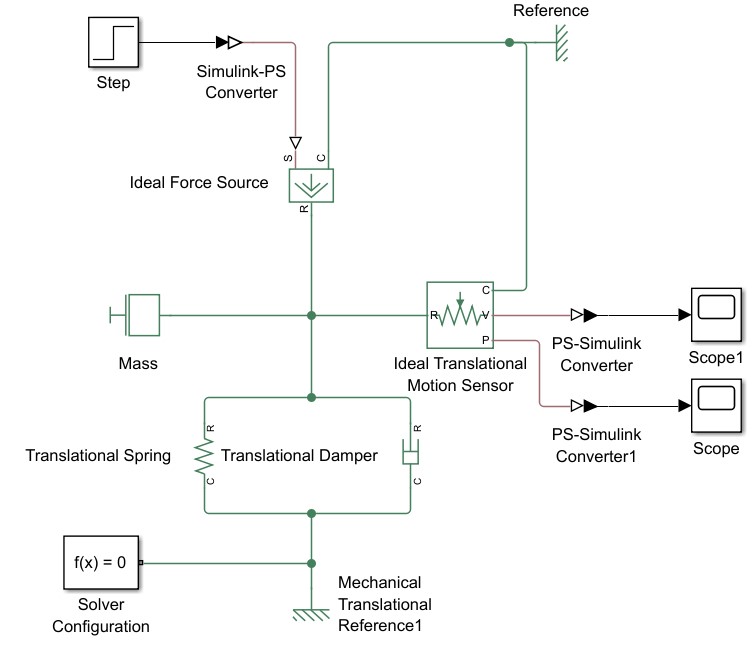 Reference
Step
Simulink-PS
Converter
S
C
Ideal Force Source
R
Mass
R
C
V
P
Ideal Translational
Motion Sensor
PS-Simulink
Converter
Scope1
PS-Simulink
Converter1
Scope
Translational Spring
R
C
Translational Damper
R
C
f(x) = 0
Solver
Configuration
Mechanical
Translational
Reference1